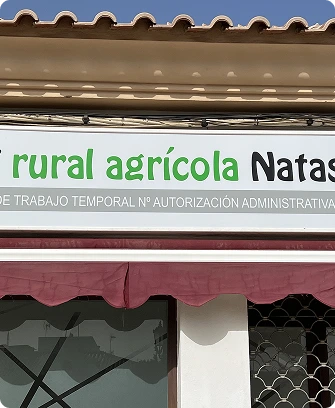 rural agrícola Natas
DE TRABAJO TEMPORAL Nº AUTORIZACIÓN ADMINISTRATIVA